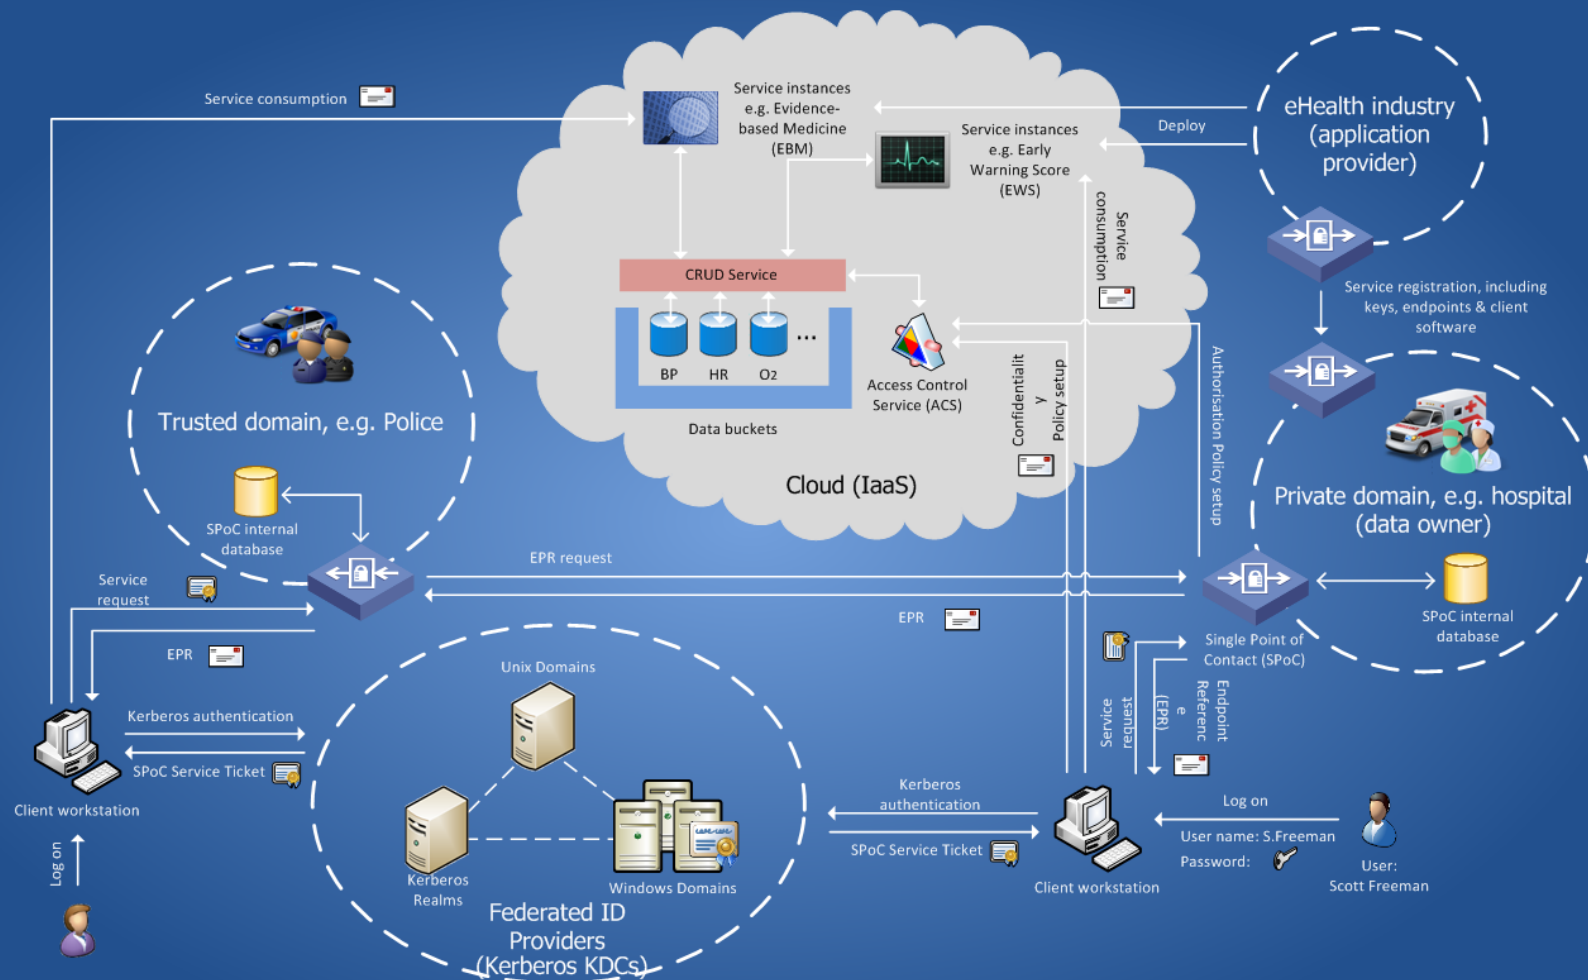 Service consumption
Service instances
e.g. Evidence-
based Medicine
(EBM)
Service instances
e.g. Early
Warning Score
(EWS)
Deploy
eHealth industry
(application
provider)
Service
consumption
CRUD Service
BP
HR
O2
...
Data buckets
Access Control
Service (ACS)
Cloud (IaaS)
Confidentialit
y
Policy setup
Authorisation Policy setup
Service registration, including
keys, endpoints & client
software
Private domain, e.g. hospital
(data owner)
SPoC internal
database
Single Point of
Contact (SPoC)
Trusted domain, e.g. Police
SPoC internal
database
EPR request
EPR
Service
request
EPR
Kerberos authentication
SPoC Service Ticket
Client workstation
Log on
Unix Domains
Kerberos
Realms
Windows Domains
Federated ID
Providers
(Kerberos KDCs)
Service
request
Endpoint
Referenc
e
(EPR)
Kerberos
authentication
SPoC Service Ticket
Client workstation
Log on
User name: S.Freeman
Password:
User:
Scott Freeman